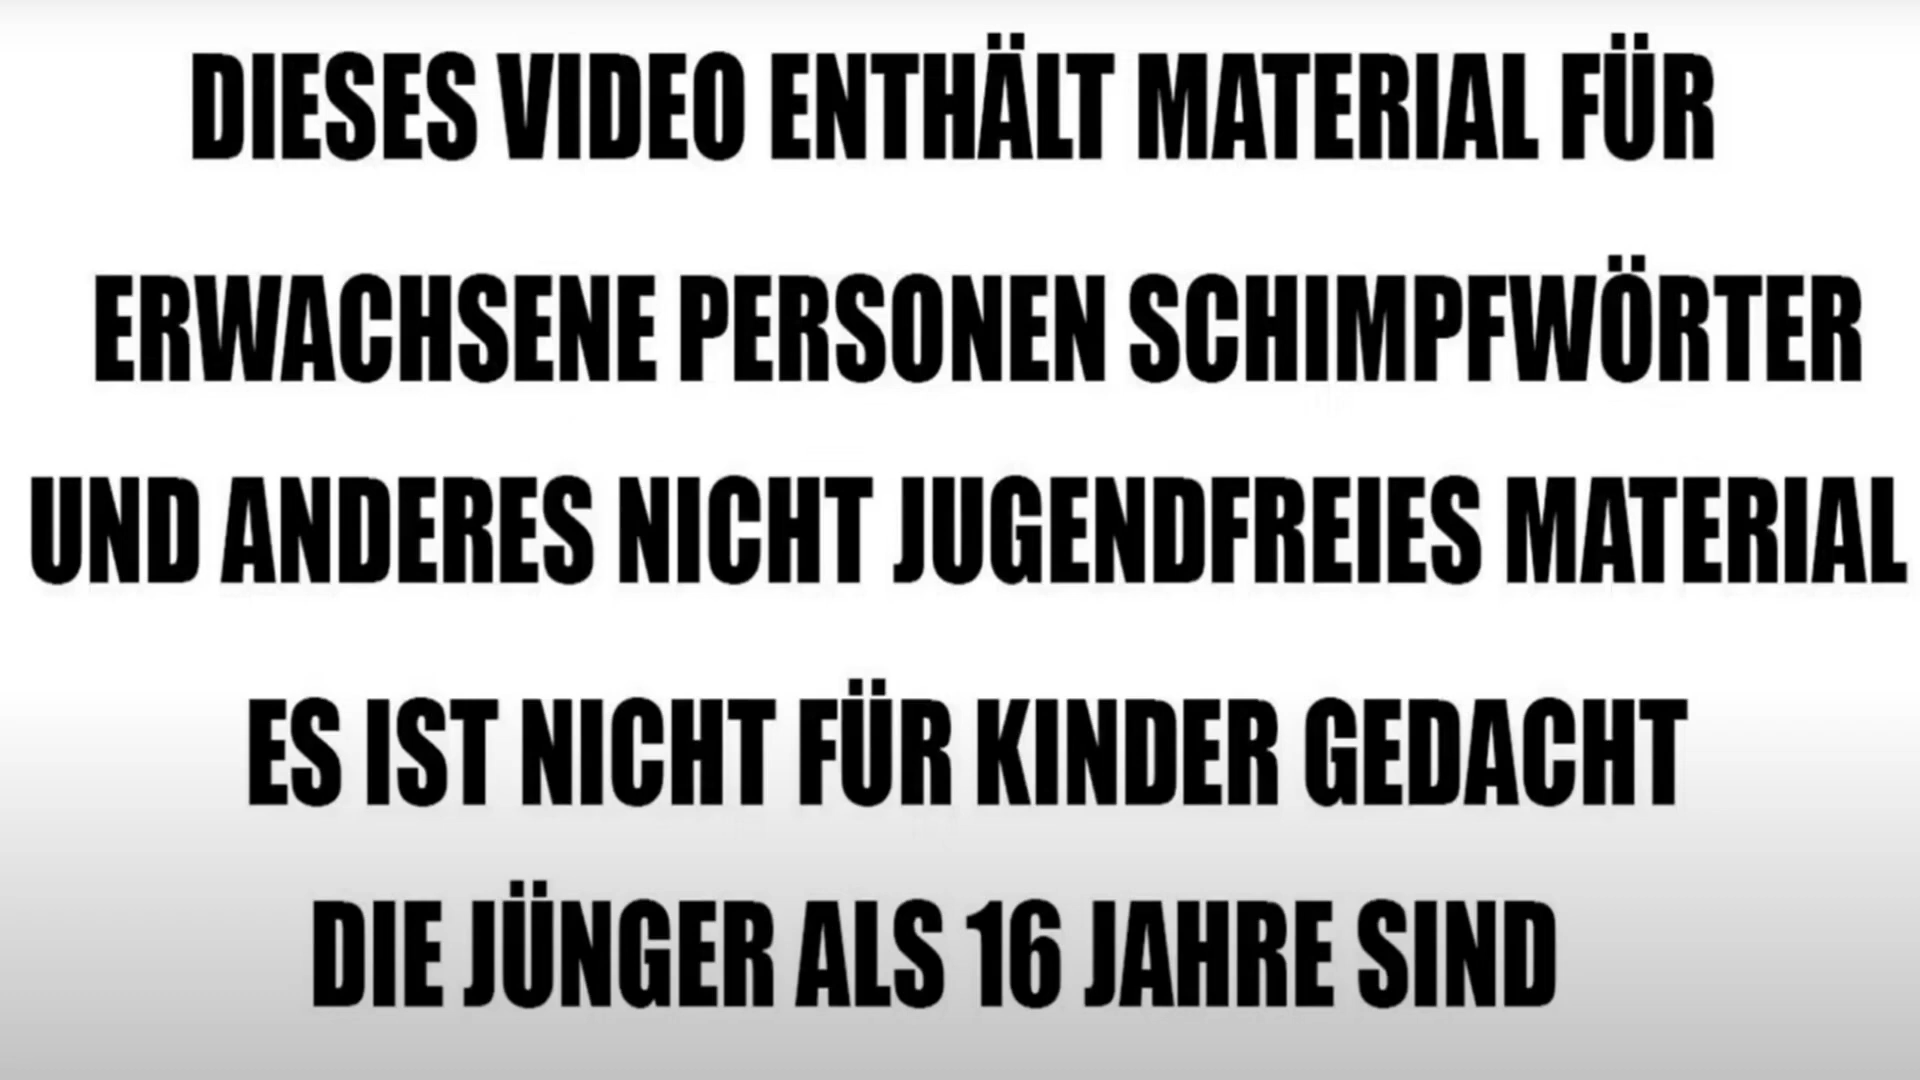 DIESES VIDEO ENTHÄLT MATERIAL FÜR
ERWACHSENE PERSONEN SCHIMPFWÖRTER
UND ANDERES NICHT JUGENDFREIES MATERIAL
ES IST NICHT FÜR KINDER GEDACHT
DIE JÜNGER ALS 16 JAHRE SIND